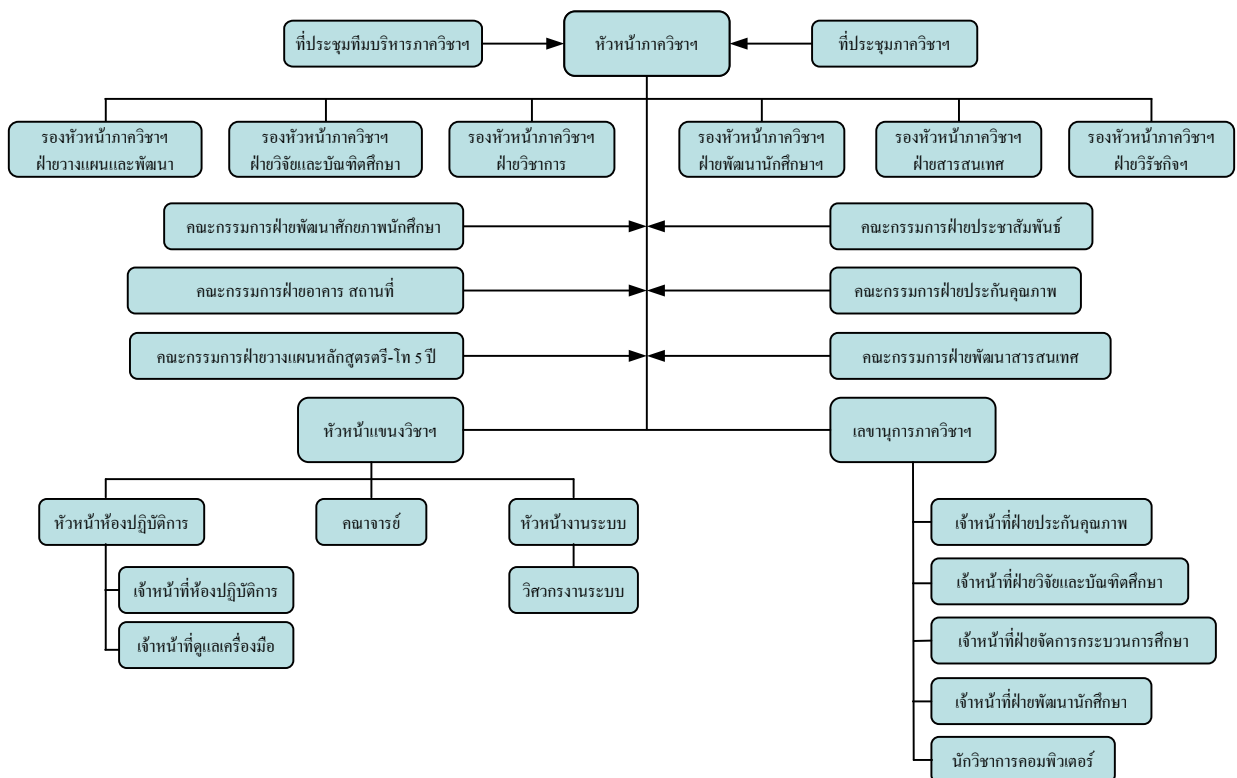 ที่ประชุมทีมบริหารภาควิชาฯ
หัวหน้าภาควิชาฯ
ที่ประชุมภาควิชาฯ
รองหัวหน้าภาควิชาฯ
ฝ่ายวางแผนและพัฒนา
รองหัวหน้าภาควิชาฯ
ฝ่ายวิจัยและบัณฑิตศึกษา
รองหัวหน้าภาควิชาฯ
ฝ่ายวิชาการ
รองหัวหน้าภาควิชาฯ
ฝ่ายพัฒนานักศึกษาฯ
รองหัวหน้าภาควิชาฯ
ฝ่ายสารสนเทศ
รองหัวหน้าภาควิชาฯ
ฝ่ายวิรัชกิจฯ
คณะกรรมการฝ่ายพัฒนาศักยภาพนักศึกษา
คณะกรรมการฝ่ายประชาสัมพันธ์
คณะกรรมการฝ่ายอาคาร สถานที่
คณะกรรมการฝ่ายประกันคุณภาพ
คณะกรรมการฝ่ายวางแผนหลักสูตรตรี-โท 5 ปี
คณะกรรมการฝ่ายพัฒนาสารสนเทศ
หัวหน้าแขนงวิชาฯ
เลขานุการภาควิชาฯ
หัวหน้าห้องปฏิบัติการ
คณาจารย์
หัวหน้างานระบบ
เจ้าหน้าที่ฝ่ายประกันคุณภาพ
เจ้าหน้าที่ห้องปฏิบัติการ
วิศวกรงานระบบ
เจ้าหน้าที่ฝ่ายวิจัยและบัณฑิตศึกษา
เจ้าหน้าที่ดูแลเครื่องมือ
เจ้าหน้าที่ฝ่ายจัดการกระบวนการศึกษา
เจ้าหน้าที่ฝ่ายพัฒนานักศึกษา
นักวิชาการคอมพิวเตอร์